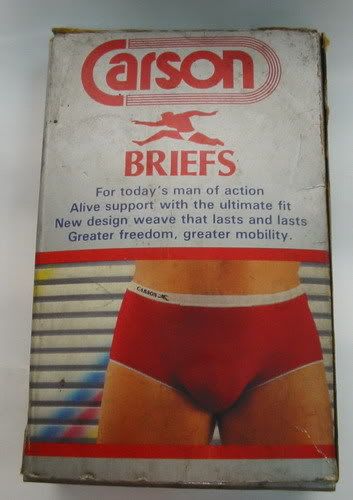 Carson
BRIEFS
For today's man of action
Alive support with the ultimate fit
New design weave that lasts and lasts
Greater freedom, greater mobility.
CARSON